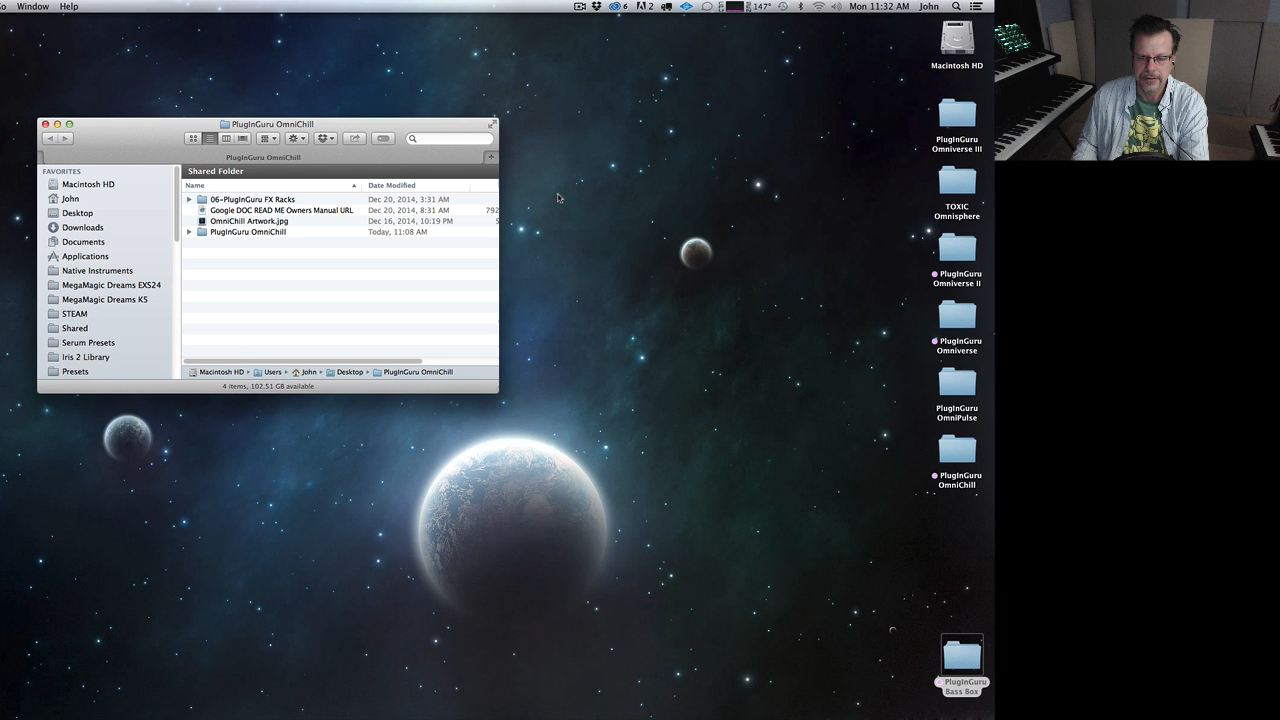 Window Help 6 2 147° Mon 11:32 AM John
Macintosh HD
PlugInGuru
Omniverse III
TOXIC
Omnisphere
PlugInGuru
Omniverse II
PlugInGuru
Omniverse
PlugInGuru
OmniPulse
PlugInGuru
OmniChill
PlugInGuru
Bass Box
PlugInGuru OmniChill
PlugInGuru OmniChill
FAVORITES
Macintosh HD
John
Desktop
Downloads
Documents
Applications
Native Instruments
MegaMagic Dreams EXS24
MegaMagic Dreams K5
STEAM
Shared
Serum Presets
Iris 2 Library
Presets
Shared Folder
Name Date Modified
06-PlugInGuru FX Racks Dec 20, 2014, 3:31 AM
Google DOC READ ME Owners Manual URL Dec 20, 2014, 8:31 AM 792
OmniChill Artwork.jpg Dec 16, 2014, 10:19 PM
PlugInGuru OmniChill Today, 11:08 AM
Macintosh HD Users John Desktop PlugInGuru OmniChill
4 items, 102.51 GB available